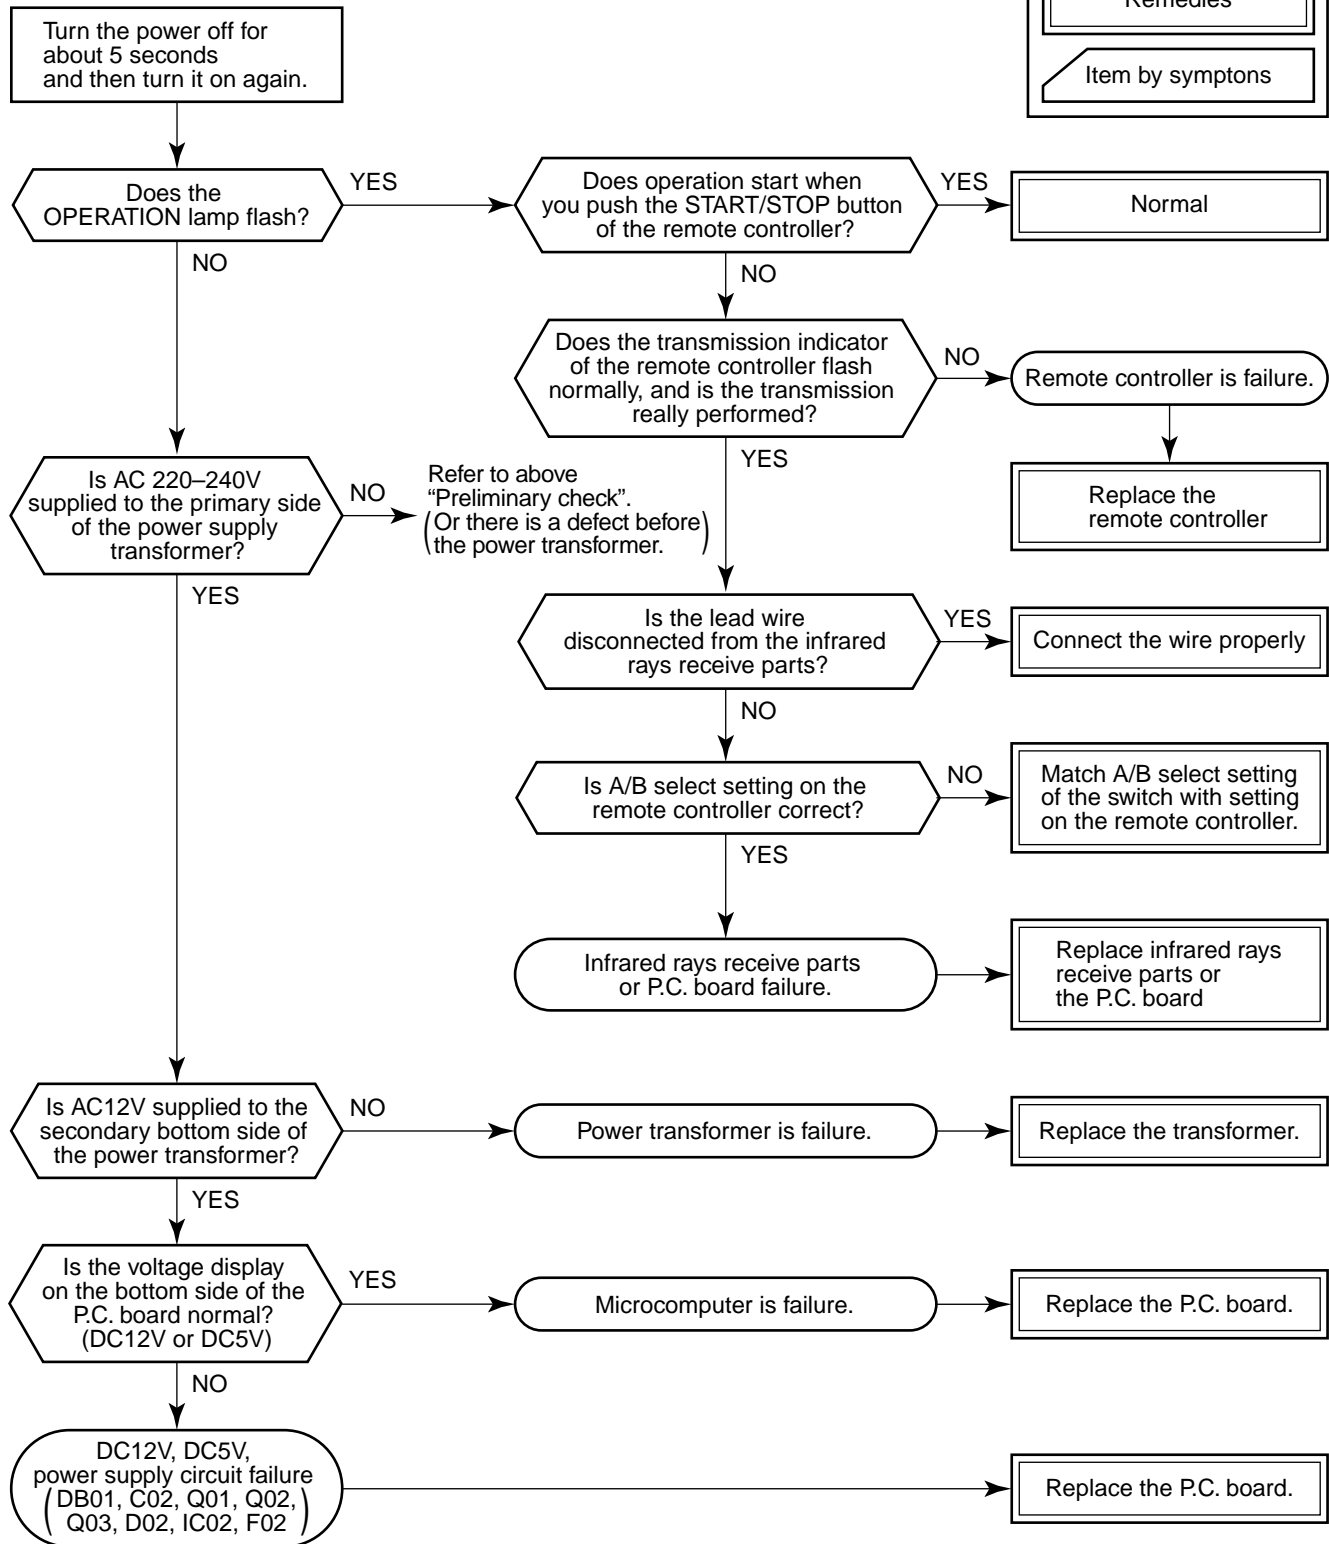 Remedies
Item by symptons
Turn the power off for
about 5 seconds
and then turn it on again.
Does the
OPERATION lamp flash?
YES
Does operation start when
you push the START/STOP button
of the remote controller?
YES
Normal
NO
NO
Does the transmission indicator
of the remote controller flash
normally, and is the transmission
really performed?
NO
Remote controller is failure.
Replace the
remote controller
YES
Is AC 220–240V
supplied to the primary side
of the power supply
transformer?
NO
Refer to above
“Preliminary check”.
(Or there is a defect before
the power transformer.)
YES
Is the lead wire
disconnected from the infrared
rays receive parts?
YES
Connect the wire properly
NO
Is A/B select setting on the
remote controller correct?
NO
Match A/B select setting
of the switch with setting
on the remote controller.
YES
Infrared rays receive parts
or P.C. board failure.
Replace infrared rays
receive parts or
the P.C. board
Is AC12V supplied to the
secondary bottom side of
the power transformer?
NO
Power transformer is failure.
Replace the transformer.
YES
Is the voltage display
on the bottom side of the
P.C. board normal?
(DC12V or DC5V)
YES
Microcomputer is failure.
Replace the P.C. board.
NO
DC12V, DC5V,
power supply circuit failure
(DB01, C02, Q01, Q02,
Q03, D02, IC02, F02)
Replace the P.C. board.